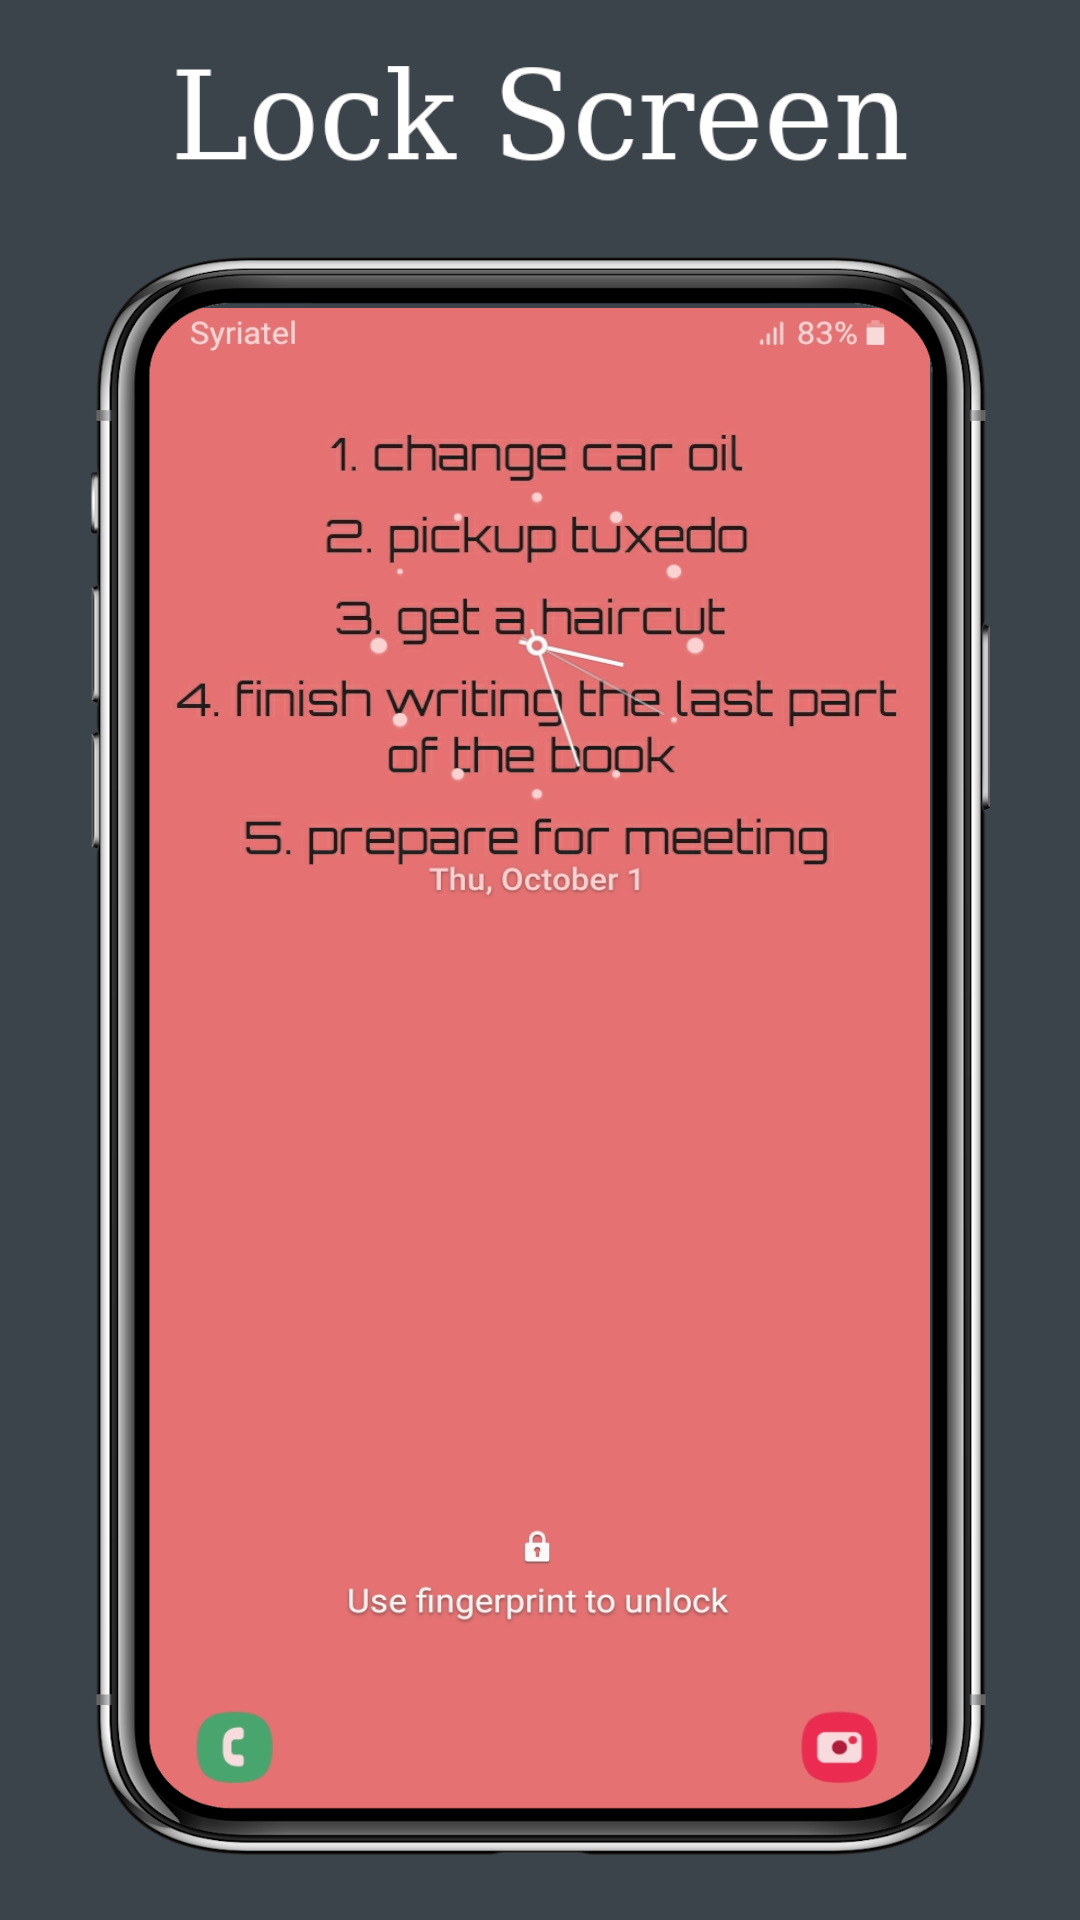 Lock Screen
Syriatel 83%
1. change car oil
2. pickup tuxedo
3. get a haircut
4. finish writing the last part
of the book
5. prepare for meeting
Thu, October 1
Use fingerprint to unlock